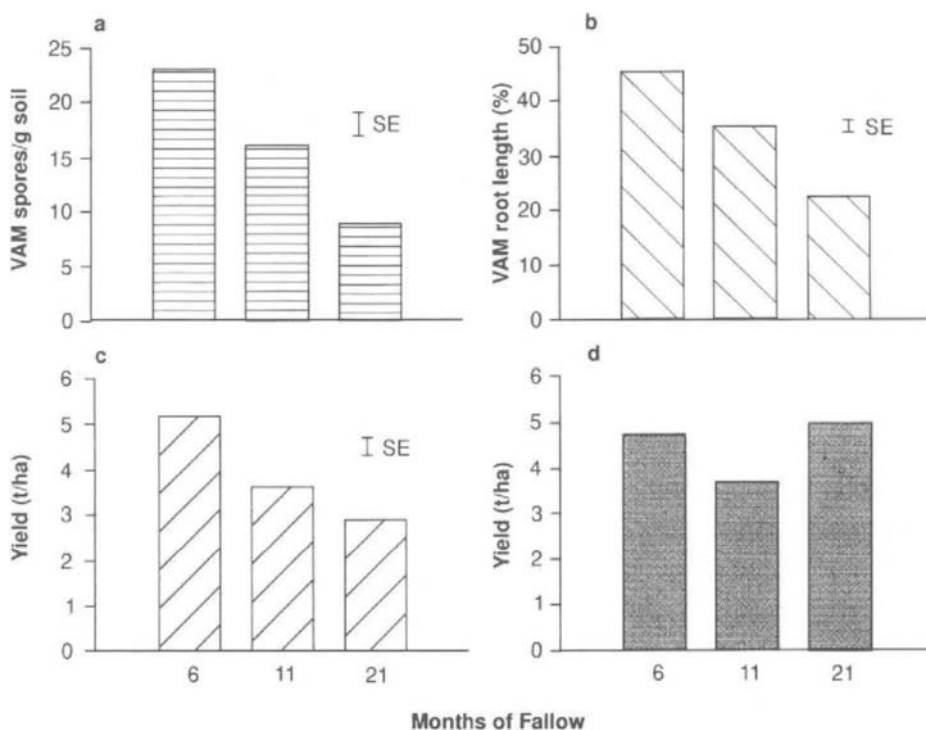 a
VAM spores/g soil
25
20
15
10
5
0
SE
b
VAM root length (%)
50
40
30
20
10
0
SE
c
Yield (t/ha)
6
5
4
3
2
1
0
SE
6 11 21
d
Yield (t/ha)
6
5
4
3
2
1
0
6 11 21
Months of Fallow